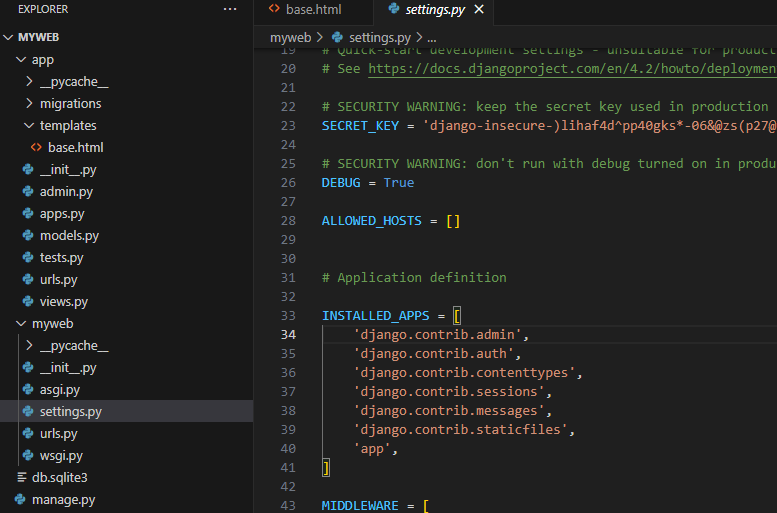 EXPLORER ...
MYWEB
app
__pycache__
migrations
templates
base.html
__init__.py
admin.py
apps.py
models.py
tests.py
urls.py
views.py
myweb
__pycache__
__init__.py
asgi.py
settings.py
urls.py
wsgi.py
db.sqlite3
manage.py
base.html settings.py
myweb > settings.py > ...
19 # Quick-start development settings - unsuitable for
20 # See https://docs.djangoproject.com/en/4.2/howto/
21
22 # SECURITY WARNING: keep the secret key used in production
23 SECRET_KEY = 'django-insecure-)lihaf4d^pp40gks*-06&@zs(p27@
24
25 # SECURITY WARNING: don't run with debug turned on in
26 DEBUG = True
27
28 ALLOWED_HOSTS = []
29
30
31 # Application definition
32
33 INSTALLED_APPS = [
34 'django.contrib.admin',
35 'django.contrib.auth',
36 'django.contrib.contenttypes',
37 'django.contrib.sessions',
38 'django.contrib.messages',
39 'django.contrib.staticfiles',
40 'app',
41 ]
42
43 MIDDLEWARE = [